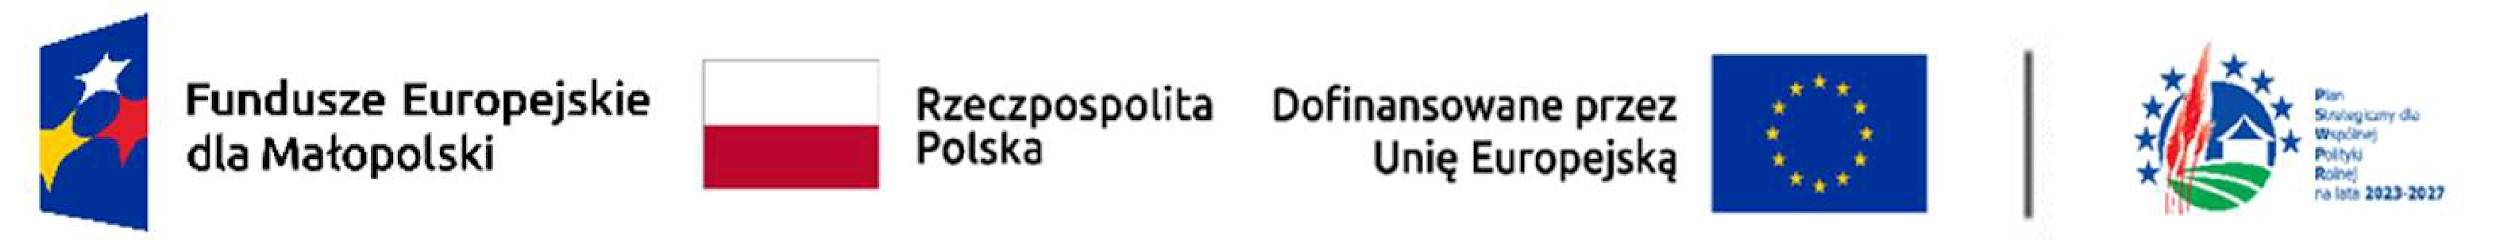 Fundusze Europejskie
dla Małopolski
Rzeczpospolita
Polska
Dofinansowane przez
Unię Europejską
Plan
Strategiczny dla
Wspólnej
Polityki
Rolnej
na lata 2023-2027